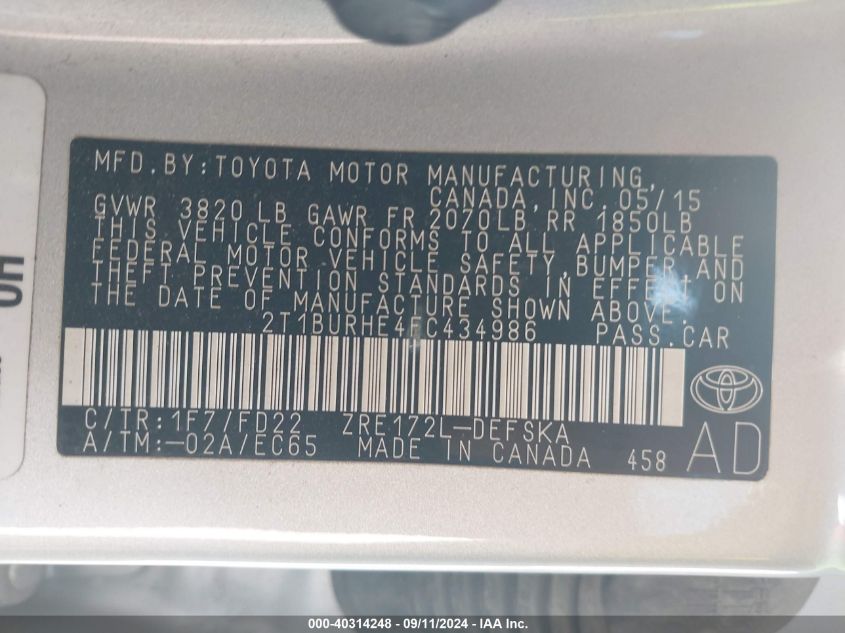 MFD.BY:TOYOTA MOTOR MANUFACTURING,
CANADA,INC. 05/15
GVWR 3820 LB GAWR FR 2070LB RR 1850LB
THIS VEHICLE CONFORMS TO ALL APPLICABLE
FEDERAL MOTOR VEHICLE SAFETY,BUMPER,AND
THEFT PREVENTION STANDARDS IN EFFECT ON
THE DATE OF MANUFACTURE SHOWN ABOVE.
2T1BURHE4FC434986 PASS.CAR
C/TR:1F7/FD22 ZRE172L-DEFSKA
A/TM:-02A/EC65 MADE IN CANADA 458 AD
000-40314248 - 09/11/2024 - IAA Inc.